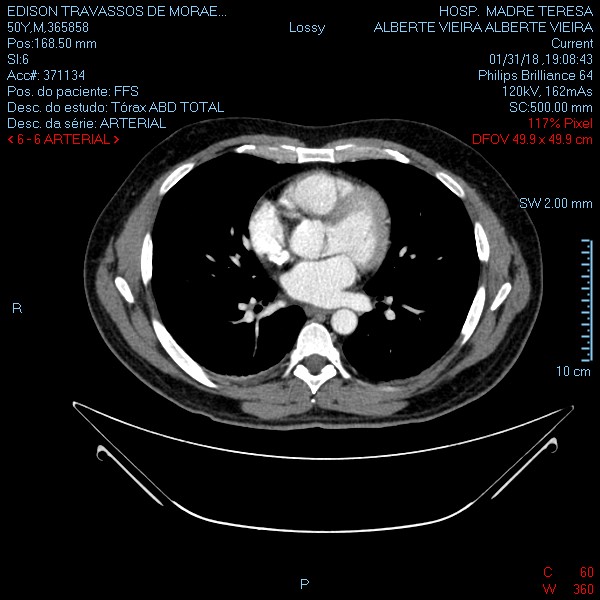 EDISON TRAVASSOS DE MORAE...
50Y,M,365858
Pos:168.50 mm
SI:6
Acc#: 371134
Pos. do paciente: FFS
Desc. do estudo: Tórax ABD TOTAL
Desc. da série: ARTERIAL
< 6 - 6 ARTERIAL >
Lossy
HOSP. MADRE TERESA
ALBERTE VIEIRA ALBERTE VIEIRA
Current
01/31/18 ,19:08:43
Philips Brilliance 64
120kV, 162mAs
SC:500.00 mm
117% Pixel
DFOV 49.9 x 49.9 cm
SW 2.00 mm
R
10 cm
P
C 60
W 360